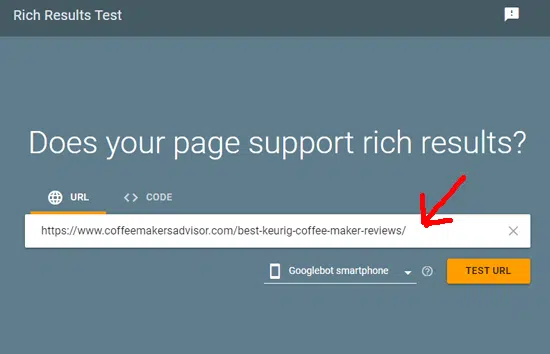 Rich Results Test
Does your page support rich results?
URL
CODE
https://www.coffeemakersadvisor.com/best-keurig-coffee-maker-reviews/
Googlebot smartphone
TEST URL